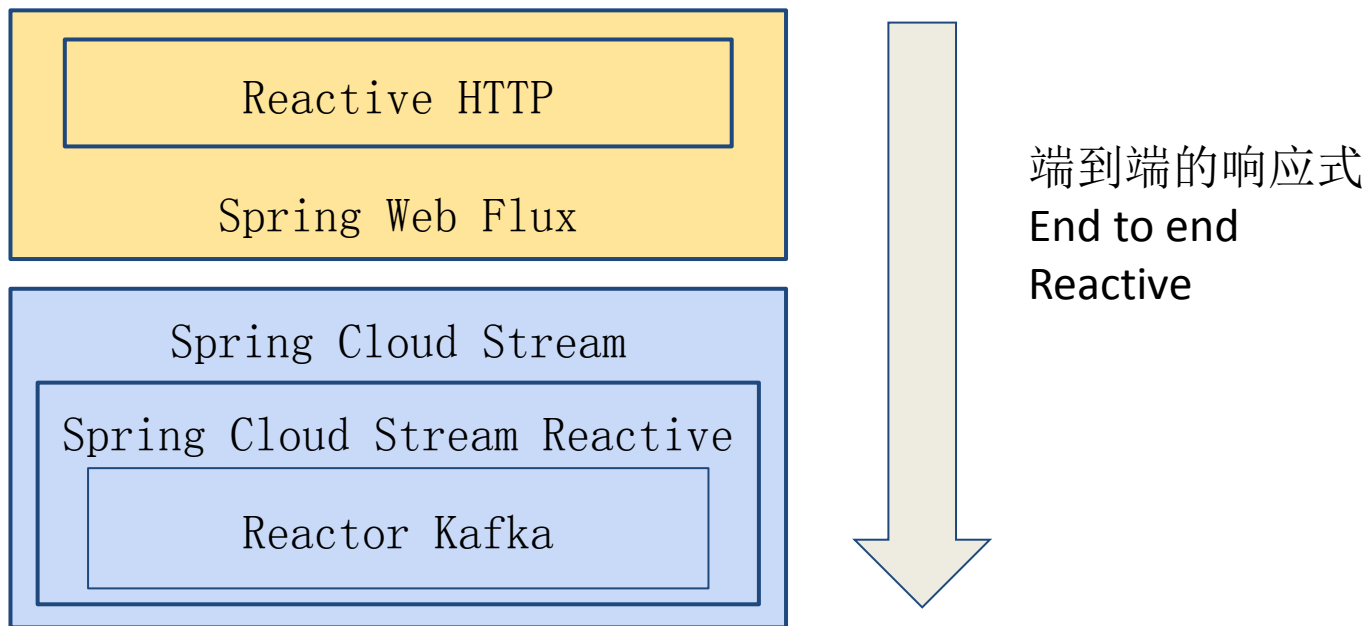 Reactive HTTP
Spring Web Flux
Spring Cloud Stream
Spring Cloud Stream Reactive
Reactor Kafka
端到端的响应式
End to end
Reactive